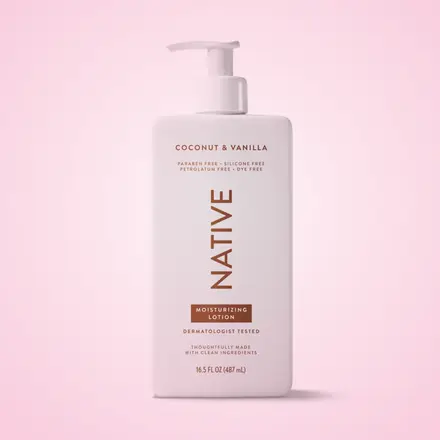 COCONUT & VANILLA
PARABEN FREE • SILICONE FREE
PETROLATUM FREE • DYE FREE
NATIVE
MOISTURIZING
LOTION
DERMATOLOGIST TESTED
THOUGHTFULLY MADE
WITH CLEAN INGREDIENTS
16.5 FL OZ (487 mL)